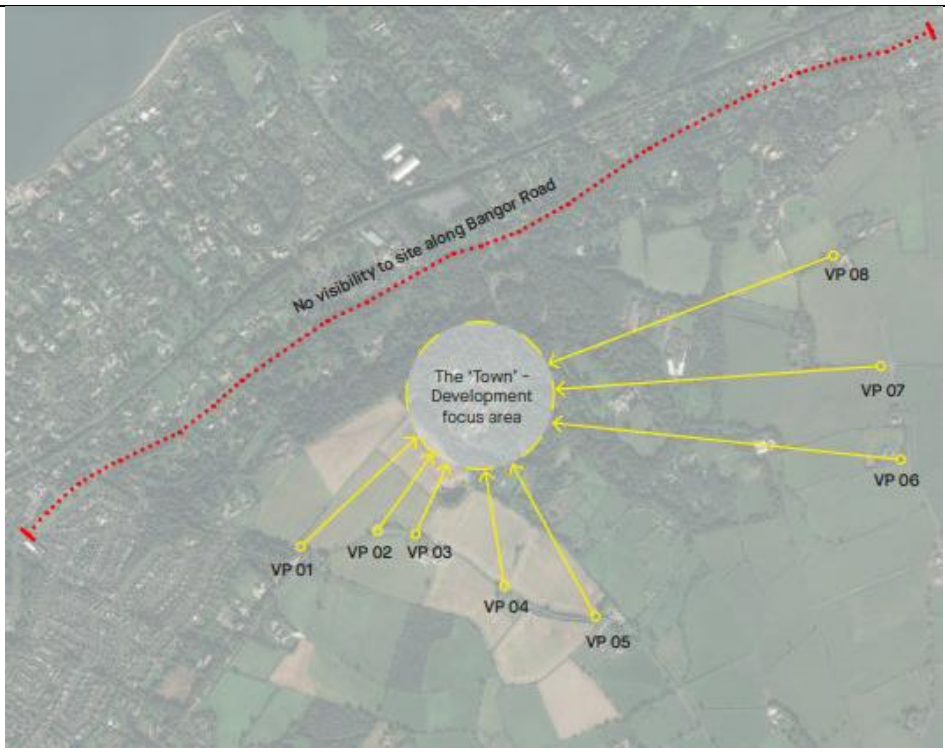 No visibility to site along Bangor Road
VP 08
The 'Town' –
Development
focus area
VP 07
VP 06
VP 01
VP 02
VP 03
VP 04
VP 05